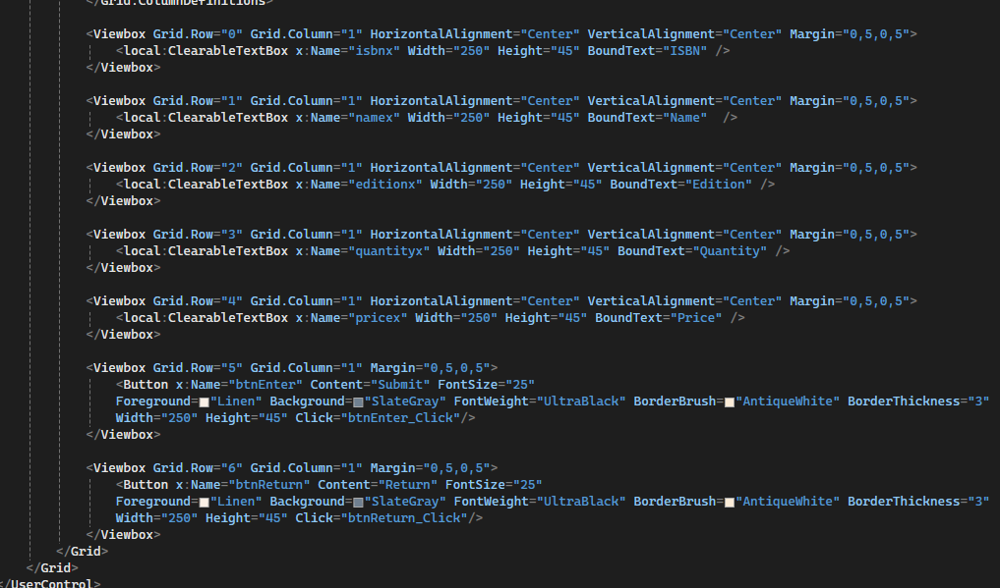 </Grid.ColumnDefinitions>
<Viewbox Grid.Row="0" Grid.Column="1" HorizontalAlignment="Center" VerticalAlignment="Center" Margin="0,5,0,5">
<local:ClearableTextBox x:Name="isbnx" Width="250" Height="45" BoundText="ISBN" />
</Viewbox>
<Viewbox Grid.Row="1" Grid.Column="1" HorizontalAlignment="Center" VerticalAlignment="Center" Margin="0,5,0,5">
<local:ClearableTextBox x:Name="namex" Width="250" Height="45" BoundText="Name"  />
</Viewbox>
<Viewbox Grid.Row="2" Grid.Column="1" HorizontalAlignment="Center" VerticalAlignment="Center" Margin="0,5,0,5">
<local:ClearableTextBox x:Name="editionx" Width="250" Height="45" BoundText="Edition" />
</Viewbox>
<Viewbox Grid.Row="3" Grid.Column="1" HorizontalAlignment="Center" VerticalAlignment="Center" Margin="0,5,0,5">
<local:ClearableTextBox x:Name="quantityx" Width="250" Height="45" BoundText="Quantity" />
</Viewbox>
<Viewbox Grid.Row="4" Grid.Column="1" HorizontalAlignment="Center" VerticalAlignment="Center" Margin="0,5,0,5">
<local:ClearableTextBox x:Name="pricex" Width="250" Height="45" BoundText="Price" />
</Viewbox>
<Viewbox Grid.Row="5" Grid.Column="1" Margin="0,5,0,5">
<Button x:Name="btnEnter" Content="Submit" FontSize="25"
Foreground="Linen" Background="SlateGray" FontWeight="UltraBlack" BorderBrush="AntiqueWhite" BorderThickness="3"
Width="250" Height="45" Click="btnEnter_Click"/>
</Viewbox>
<Viewbox Grid.Row="6" Grid.Column="1" Margin="0,5,0,5">
<Button x:Name="btnReturn" Content="Return" FontSize="25"
Foreground="Linen" Background="SlateGray" FontWeight="UltraBlack" BorderBrush="AntiqueWhite" BorderThickness="3"
Width="250" Height="45" Click="btnReturn_Click"/>
</Viewbox>
</Grid>
</Grid>
</UserControl>